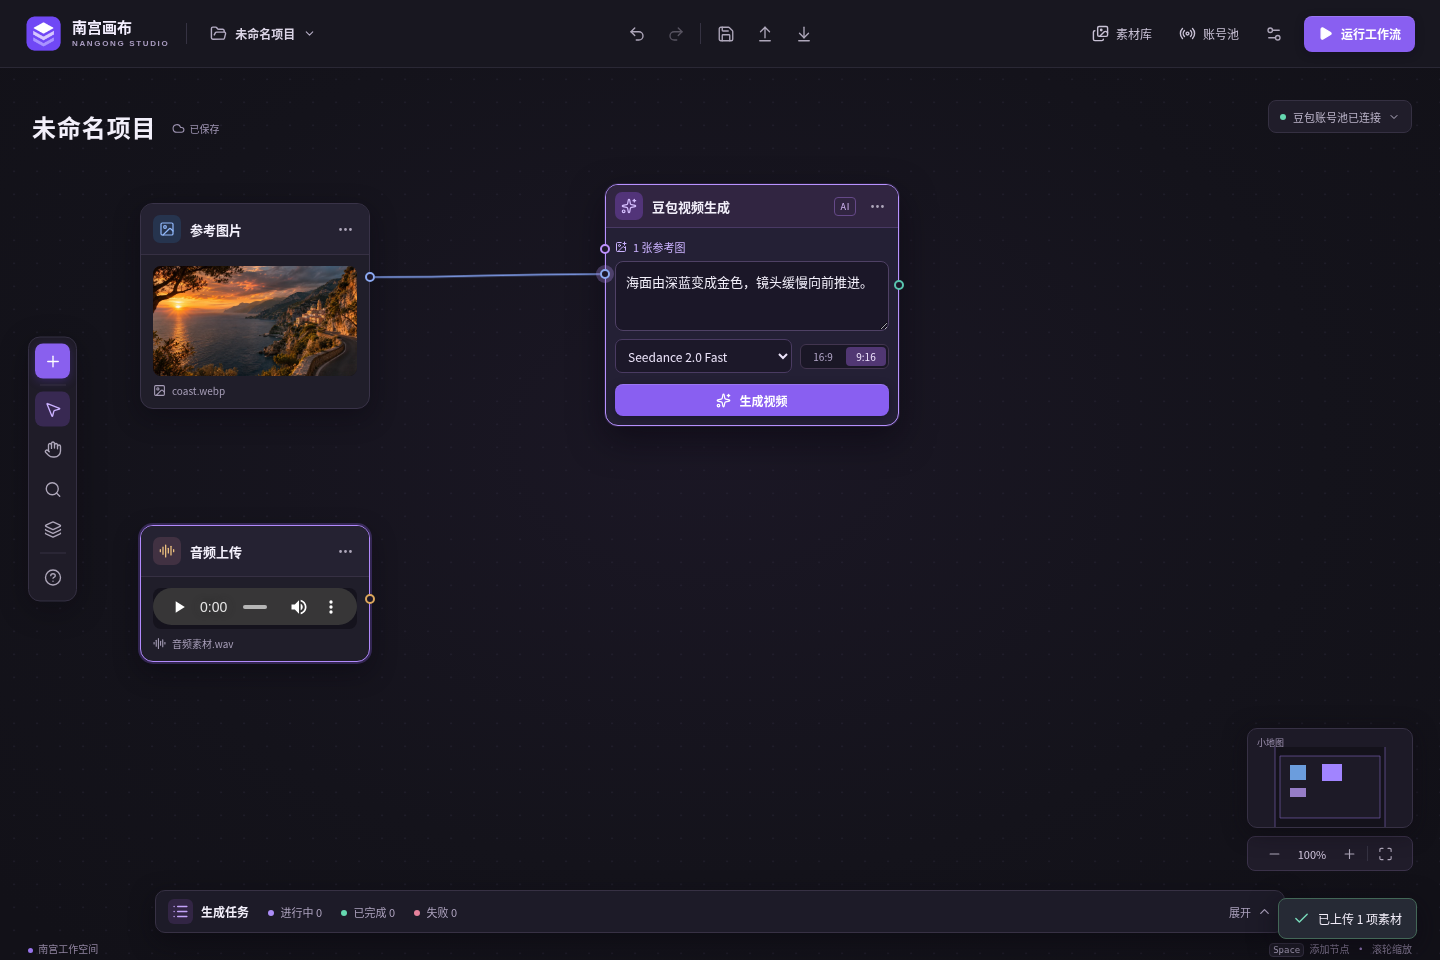 南宫画布
NANGONG STUDIO
未命名项目
素材库
账号池
运行工作流
未命名项目
已保存
豆包账号池已连接
参考图片
coast.webp
豆包视频生成
AI
1 张参考图
海面由深蓝变成金色，镜头缓慢向前推进。
Seedance 2.0 Fast
16:9
9:16
生成视频
音频上传
0:00
音频素材.wav
小地图
100%
生成任务
进行中 0
已完成 0
失败 0
展开
已上传 1 项素材
南宫工作空间
Space 添加节点 • 滚轮缩放